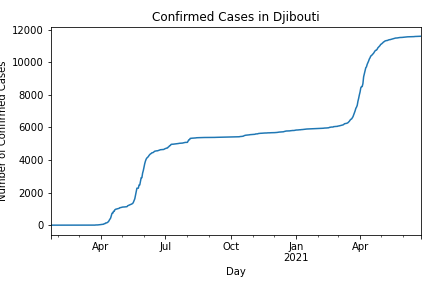 Confirmed Cases in Djibouti
Number of Confirmed Cases
12000
10000
8000
6000
4000
2000
0
Apr
Jul
Oct
Jan
2021
Apr
Day